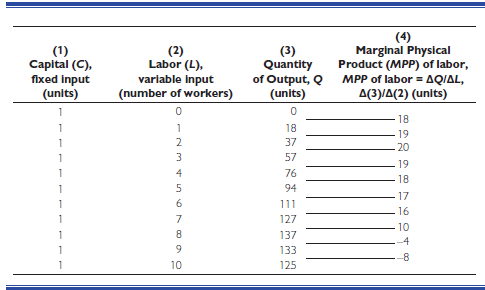 (4)
(1) (2) (3) Marginal Physical
Capital (C), Labor (L), Quantity Product (MPP) of labor,
fixed input variable input of Output, Q MPP of labor = ΔQ/ΔL,
(units) (number of workers) (units) Δ(3)/Δ(2) (units)
1 0 0
18
1 1 18
19
1 2 37
20
1 3 57
19
1 4 76
18
1 5 94
17
1 6 111
16
1 7 127
10
1 8 137
–4
1 9 133
–8
1 10 125